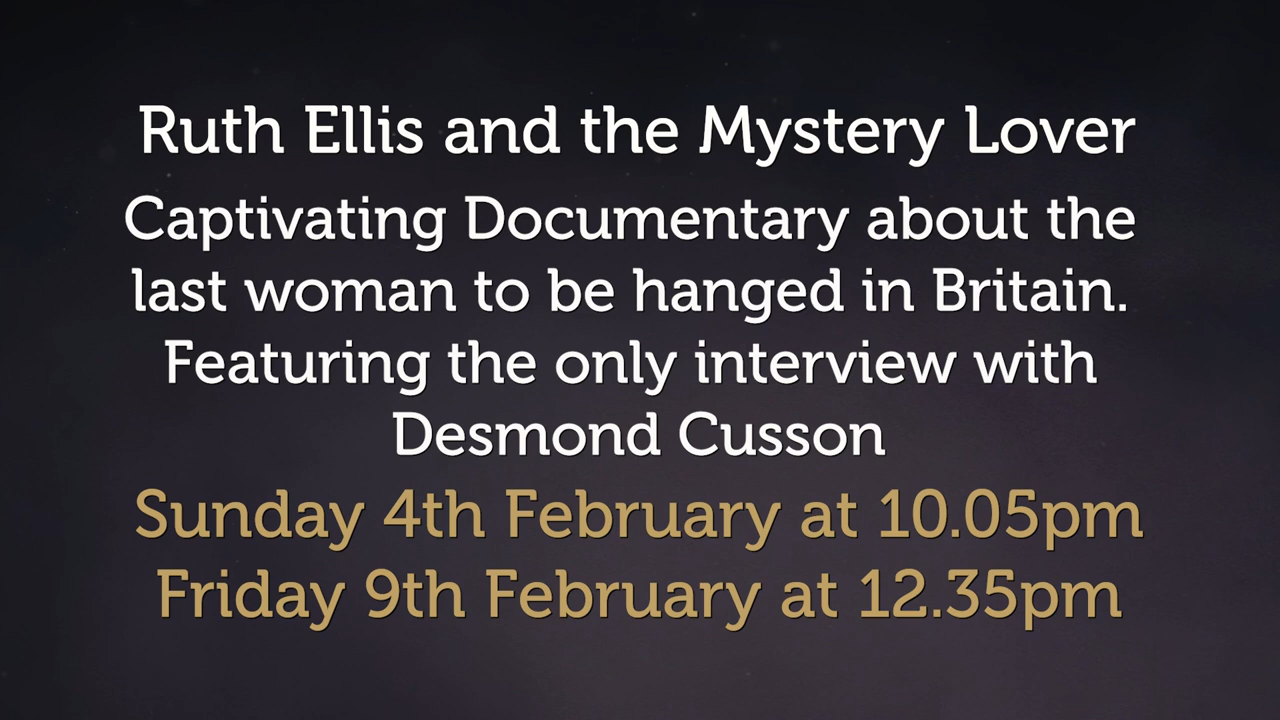 Ruth Ellis and the Mystery Lover
Captivating Documentary about the
last woman to be hanged in Britain.
Featuring the only interview with
Desmond Cusson
Sunday 4th February at 10.05pm
Friday 9th February at 12.35pm